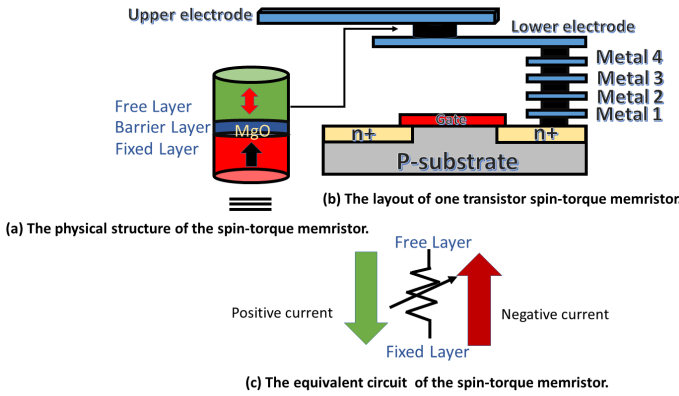 Upper electrode
Lower electrode
Metal 4
Metal 3
Metal 2
Metal 1
Free Layer
Barrier Layer
MgO
Fixed Layer
Gate
n+
n+
P-substrate
(b) The layout of one transistor spin-torque memristor.
(a) The physical structure of the spin-torque memristor.
Free Layer
Positive current
Negative current
Fixed Layer
(c) The equivalent circuit of the spin-torque memristor.